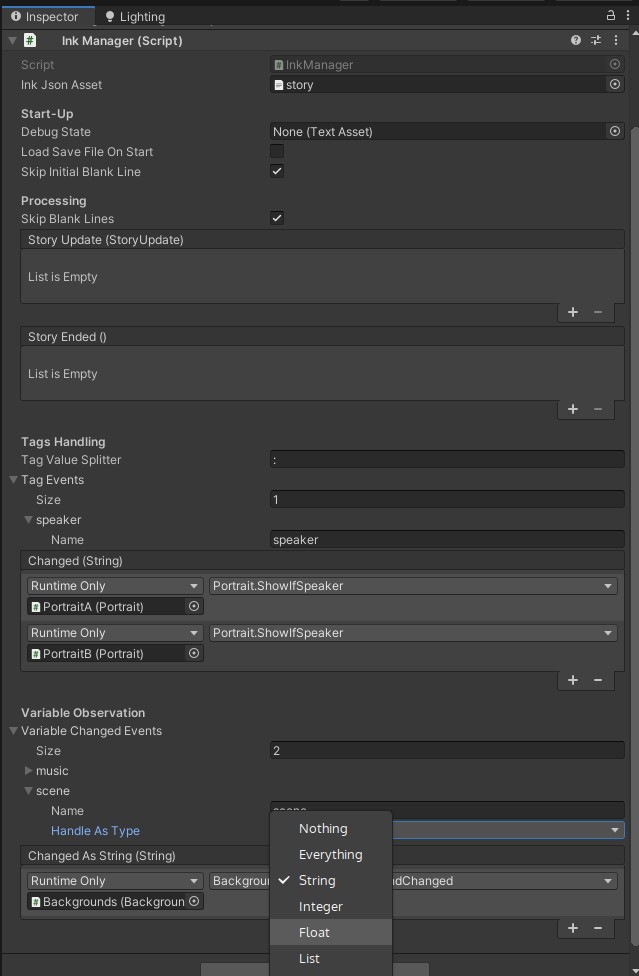 Inspector Lighting
# Ink Manager (Script)
Script # InkManager
Ink Json Asset story
Start-Up
Debug State None (Text Asset)
Load Save File On Start
Skip Initial Blank Line
Processing
Skip Blank Lines
Story Update (StoryUpdate)
List is Empty
+ −
Story Ended ()
List is Empty
+ −
Tags Handling
Tag Value Splitter :
Tag Events
Size 1
speaker
Name speaker
Changed (String)
Runtime Only Portrait.ShowIfSpeaker
# PortraitA (Portrait)
Runtime Only Portrait.ShowIfSpeaker
# PortraitB (Portrait)
+ −
Variable Observation
Variable Changed Events
Size 2
music
scene
Name scene
Handle As Type
Nothing
Everything
Changed As String (String)
String
Runtime Only Backgroun ndChanged
# Backgrounds (Backgroun
Integer
+ −
Float
List